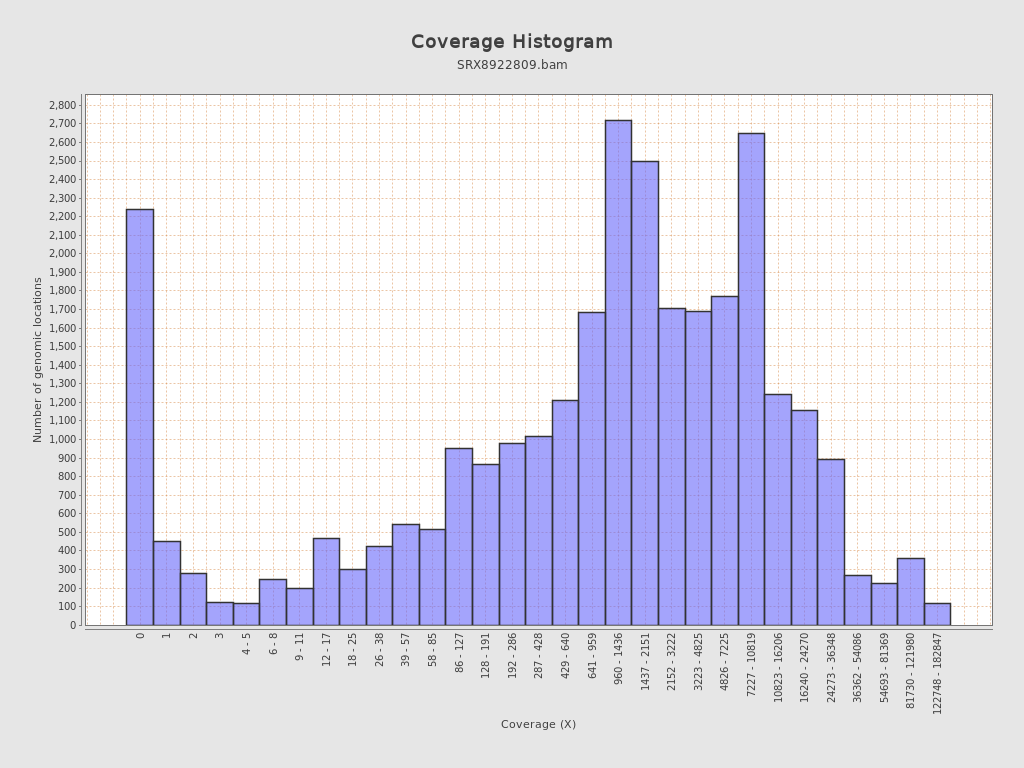 Coverage Histogram
SRX8922809.bam
Number of genomic locations
2,800
2,700
2,600
2,500
2,400
2,300
2,200
2,100
2,000
1,900
1,800
1,700
1,600
1,500
1,400
1,300
1,200
1,100
1,000
900
800
700
600
500
400
300
200
100
0
0
1
2
3
4 - 5
6 - 8
9 - 11
12 - 17
18 - 25
26 - 38
39 - 57
58 - 85
86 - 127
128 - 191
192 - 286
287 - 428
429 - 640
641 - 959
960 - 1436
1437 - 2151
2152 - 3222
3223 - 4825
4826 - 7225
7227 - 10819
10823 - 16206
16240 - 24270
24273 - 36348
36362 - 54086
54693 - 81369
81730 - 121980
122748 - 182847
Coverage (X)